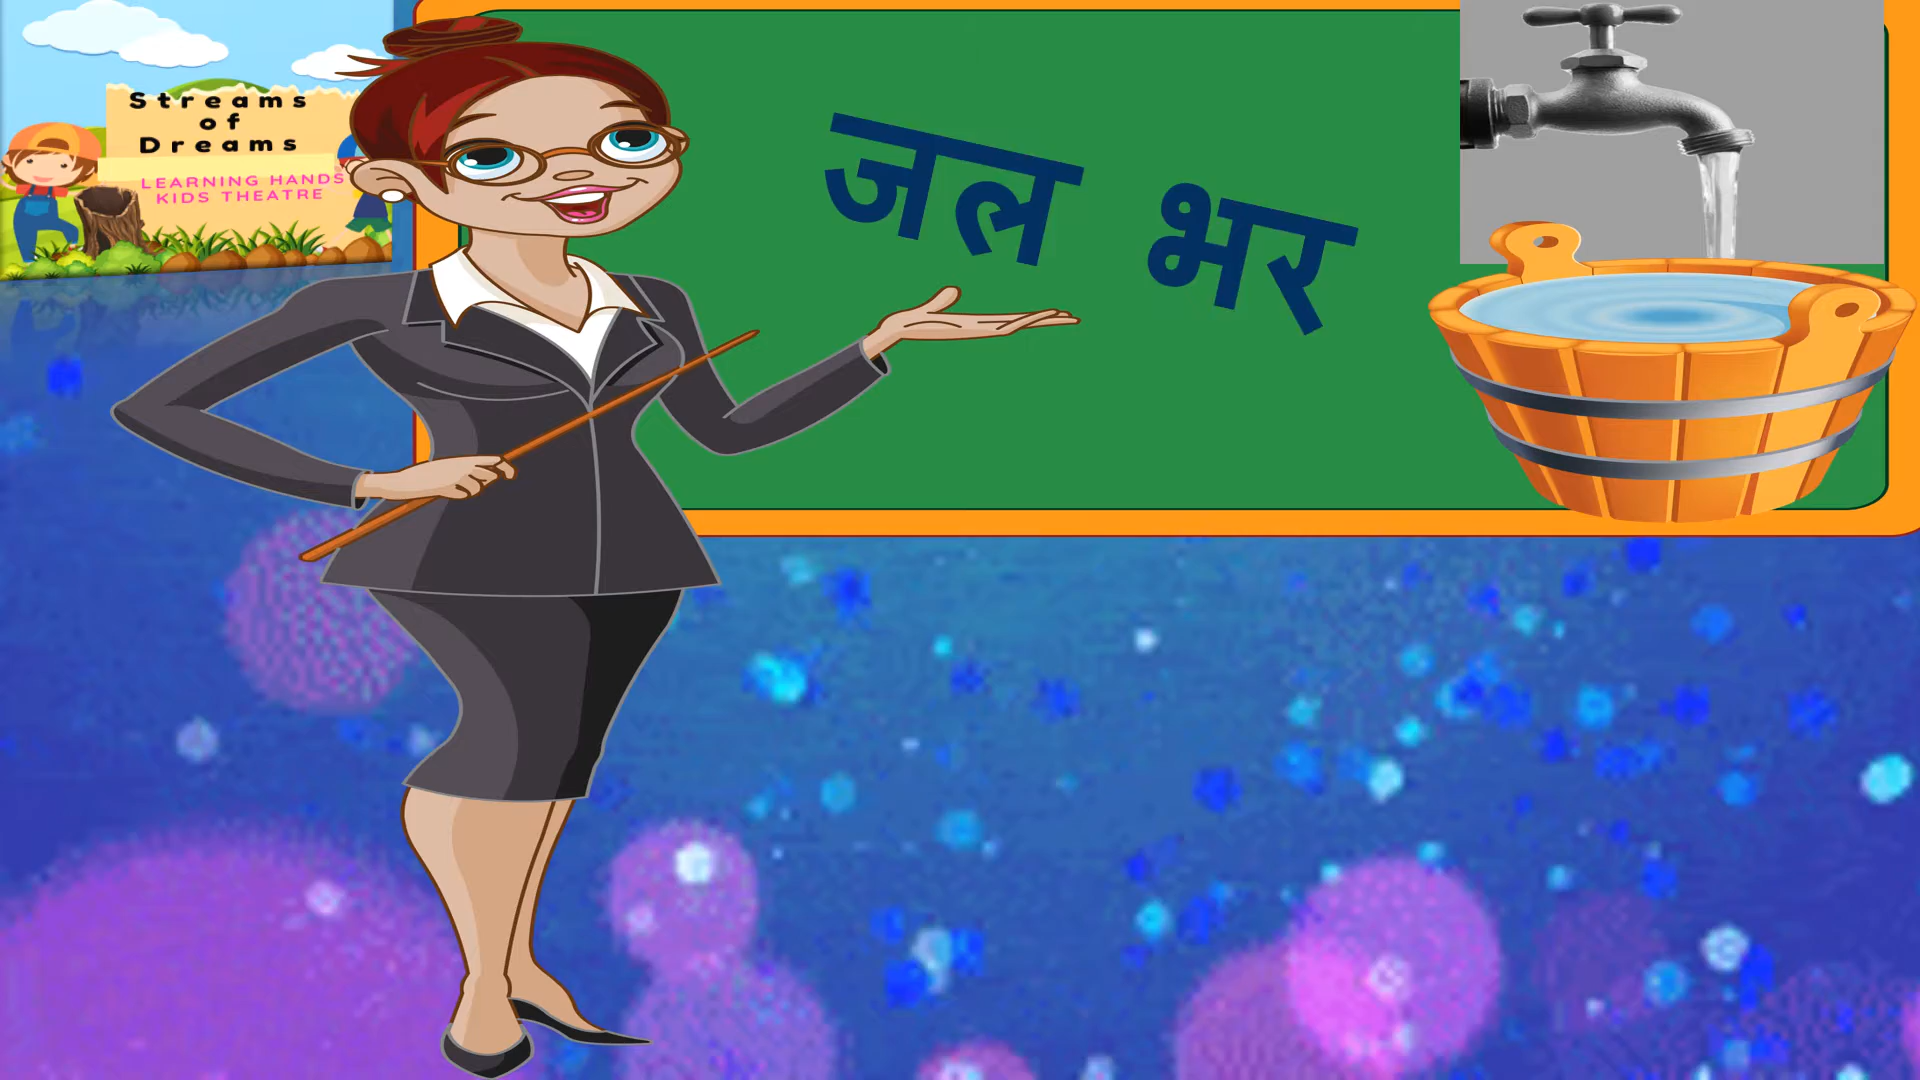 Streams
of
Dreams
LEARNING HANDS
KIDS THEATRE
जल भर